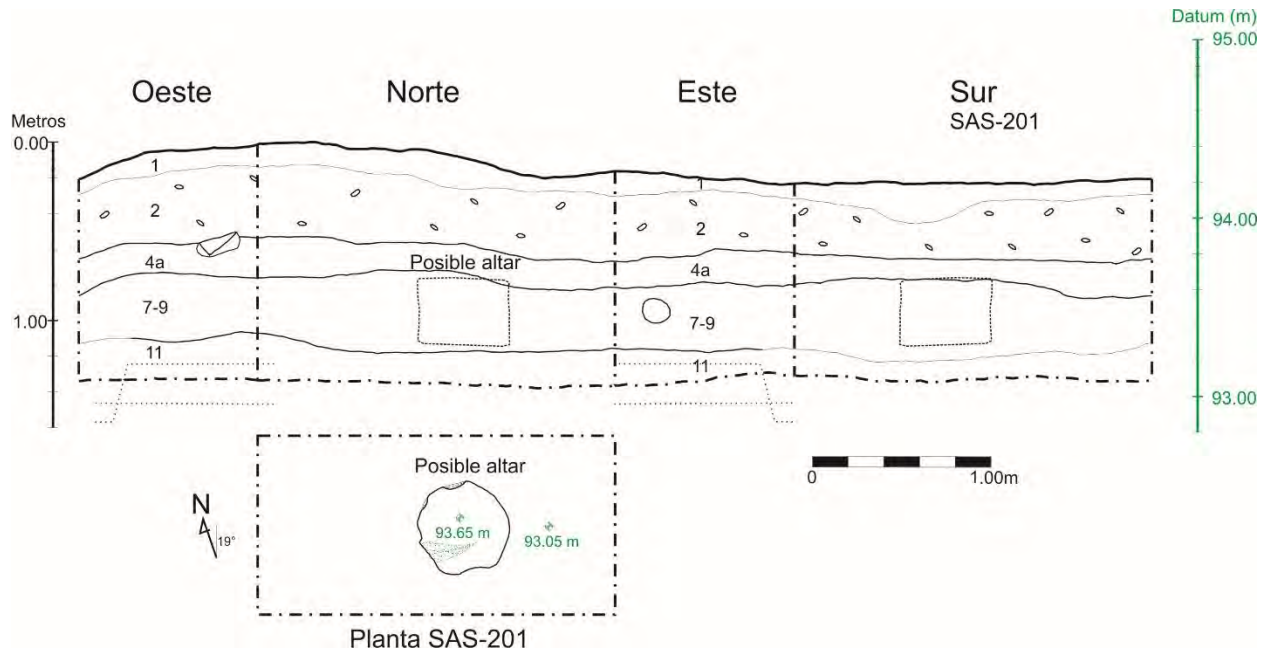 Datum (m)
95.00
Oeste
Norte
Este
Sur
SAS-201
Metros
0.00
1
1
2
2
94.00
4a
Posible altar
4a
7-9
7-9
1.00
11
11
93.00
Posible altar
0
1.00m
N
19°
93.65 m
93.05 m
Planta SAS-201